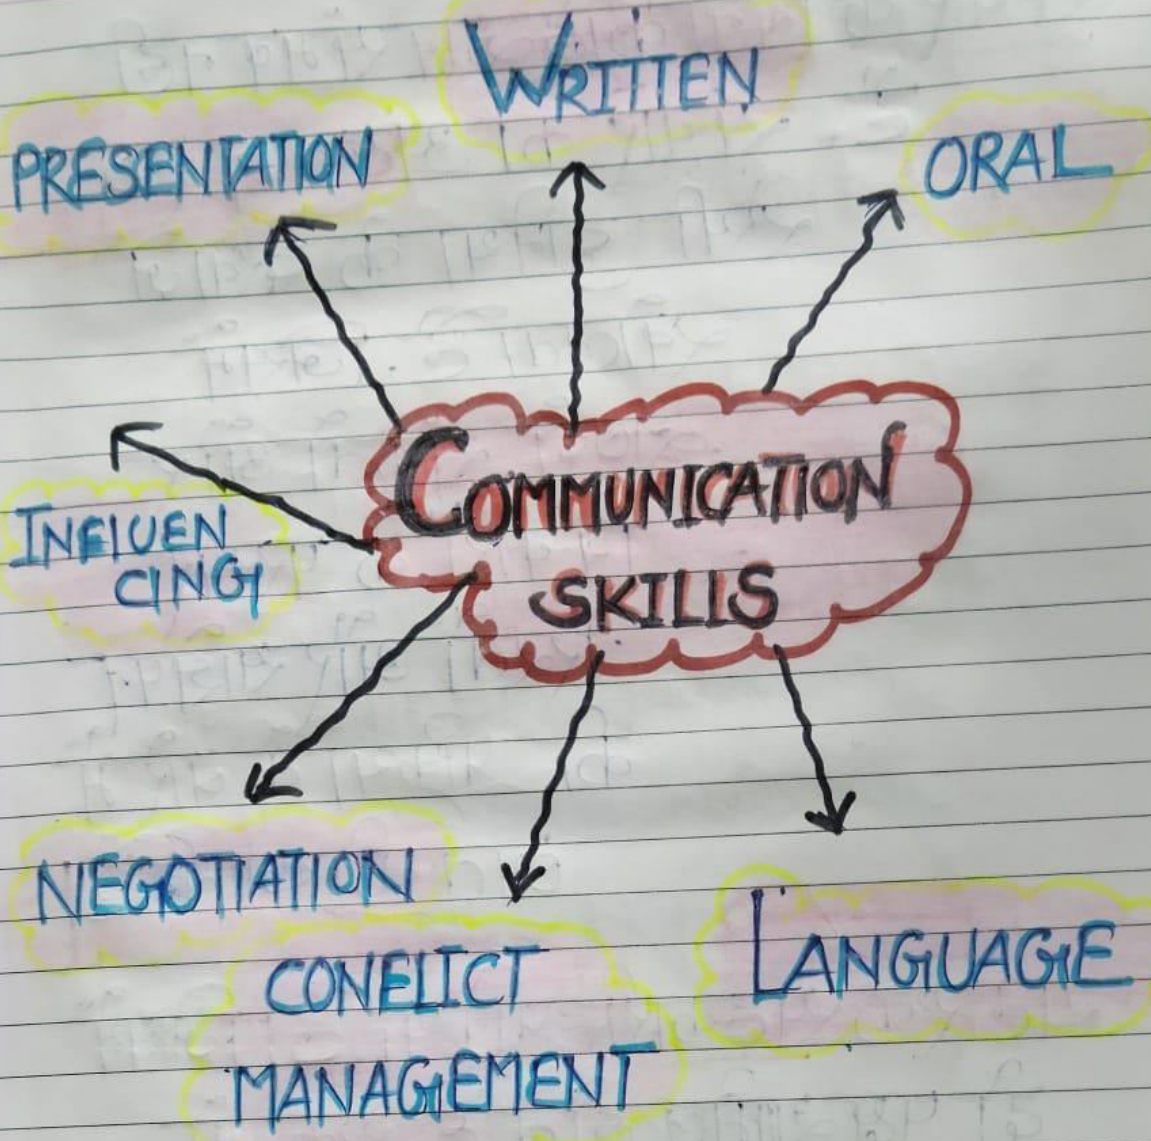 WRITTEN
PRESENTATION
ORAL
COMMUNICATION
SKILLS
INFLUEN
CING
NEGOTIATION
CONFLICT
MANAGEMENT
LANGUAGE